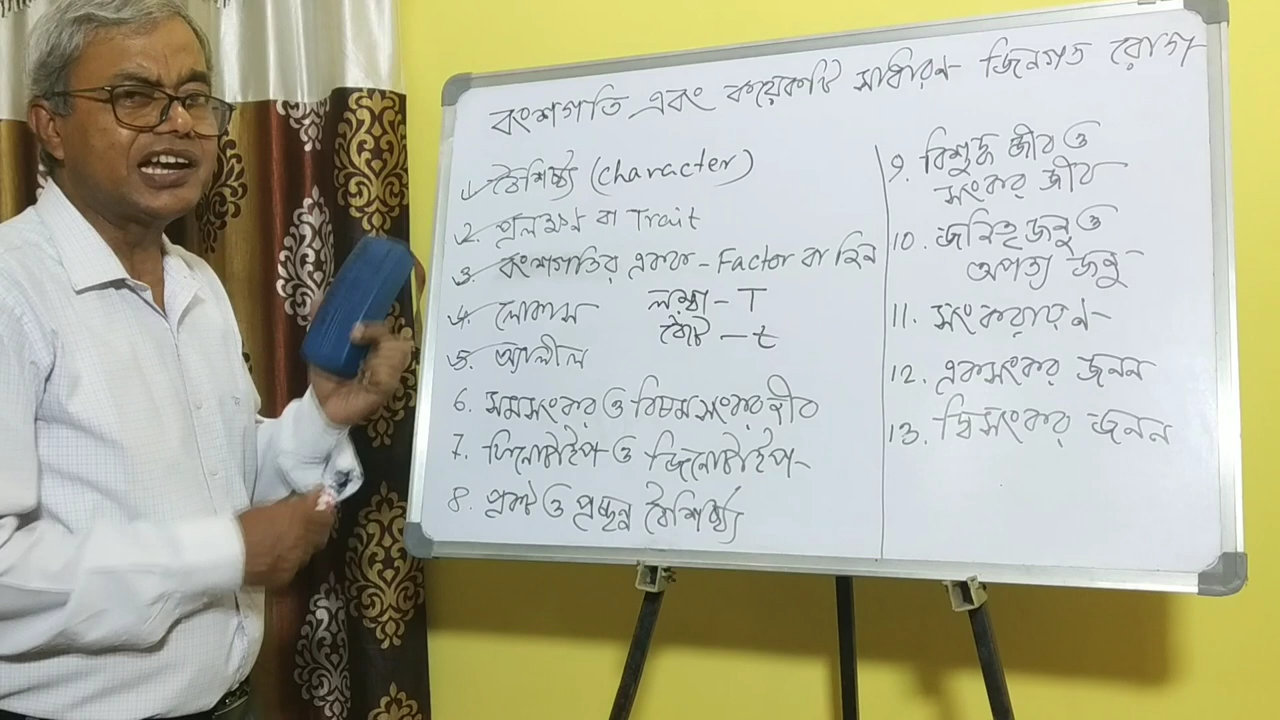 বংশগতি এবং কয়েকটি সাধারন জিনগত রোগ
1. বৈশিষ্ট্য (character)
2. প্রলক্ষণ বা Trait
3. বংশগতির একক - Factor বা জিন
4. লোকাস
লম্বা - T
বেঁটে - t
5. অ্যালীল
6. সমসংকর ও বিষমসংকর জীব
7. ফিনোটাইপ ও জিনোটাইপ
8. প্রকট ও প্রচ্ছন্ন বৈশিষ্ট্য
9. বিশুদ্ধ জীব ও
সংকর জীব
10. জনিতৃ জনু ও
অপত্য জনু
11. সংকরায়ন
12. একসংকর জনন
13. দ্বিসংকর জনন